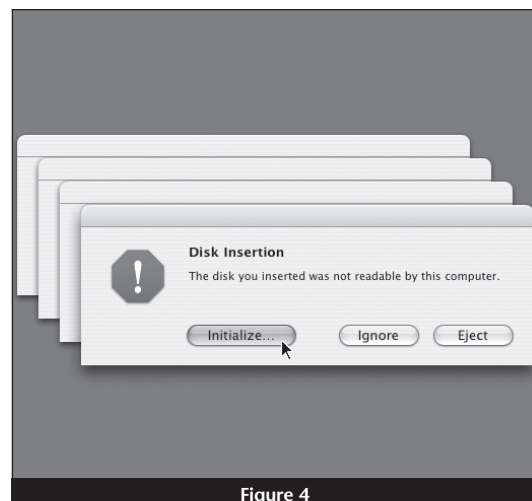 Disk Insertion
The disk you inserted was not readable by this computer.
Initialize... Ignore Eject
Figure 4